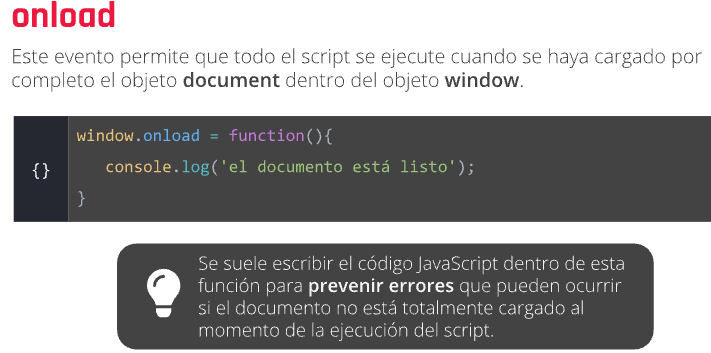 onload
Este evento permite que todo el script se ejecute cuando se haya cargado por
completo el objeto document dentro del objeto window.
{}
window.onload = function(){
console.log('el documento está listo');
}
Se suele escribir el código JavaScript dentro de esta
función para prevenir errores que pueden ocurrir
si el documento no está totalmente cargado al
momento de la ejecución del script.